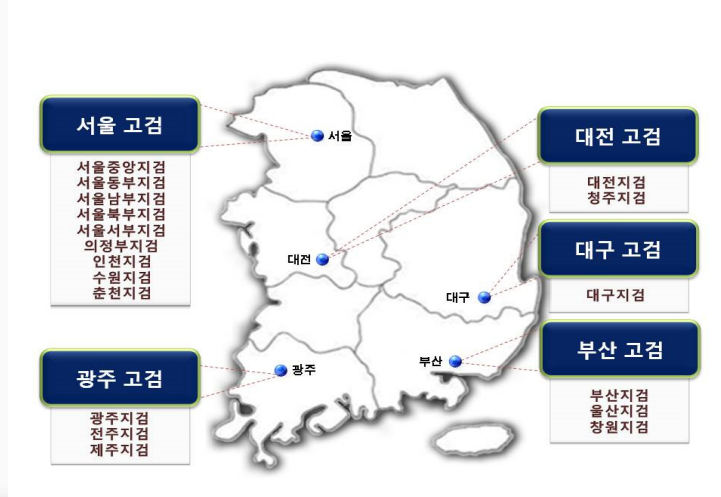 서울 고검
서울중앙지검
서울동부지검
서울남부지검
서울북부지검
서울서부지검
의정부지검
인천지검
수원지검
춘천지검
서울
대전 고검
대전지검
청주지검
대전
대구 고검
대구지검
대구
부산 고검
부산지검
울산지검
창원지검
부산
광주 고검
광주지검
전주지검
제주지검
광주